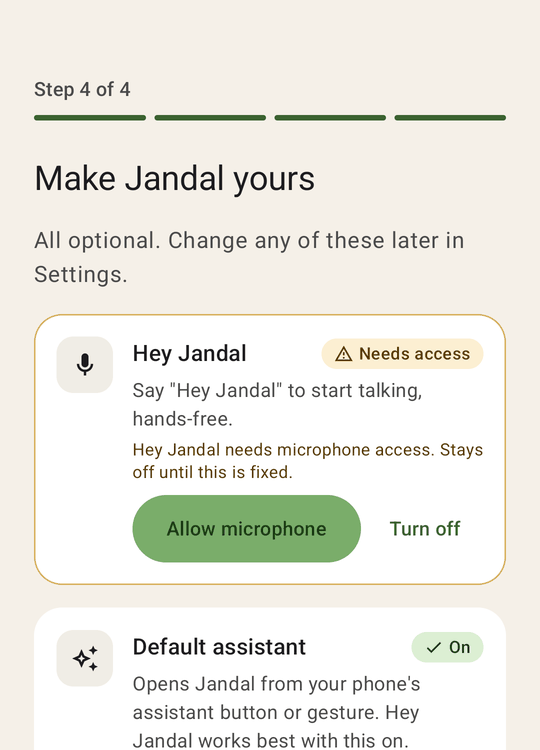 Step 4 of 4
Make Jandal yours
All optional. Change any of these later in
Settings.
Hey Jandal
Needs access
Say "Hey Jandal" to start talking,
hands-free.
Hey Jandal needs microphone access. Stays
off until this is fixed.
Allow microphone
Turn off
Default assistant
On
Opens Jandal from your phone's
assistant button or gesture. Hey
Jandal works best with this on.